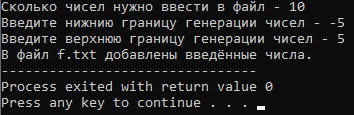 Сколько чисел нужно ввести в файл - 10
Введите нижнию границу генерации чисел - -5
Введите верхнюю границу генерации чисел - 5
В файл f.txt добавлены введённые числа.
--------------------------------
Process exited with return value 0
Press any key to continue . . .